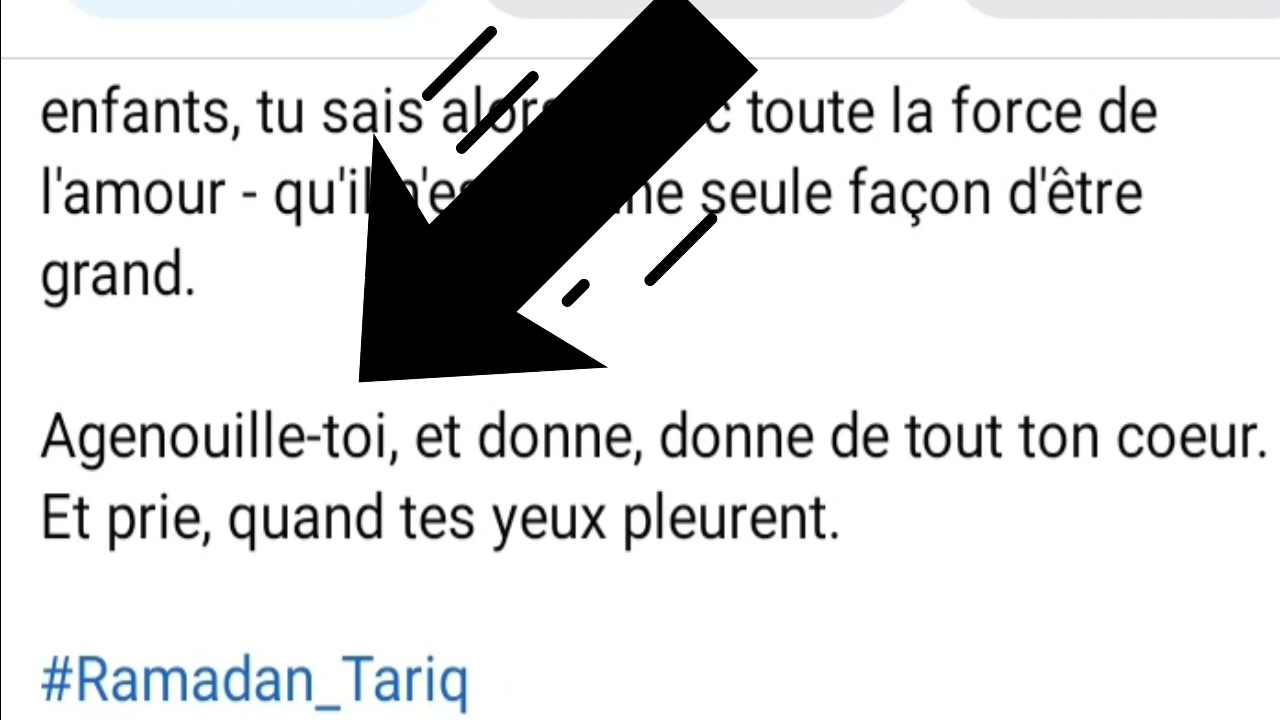 enfants, tu sais toute la force de
l'amour - seule façon d'être
grand.
Agenouille-toi, et donne, donne de tout ton coeur.
Et prie, quand tes yeux pleurent.
#Ramadan_Tariq